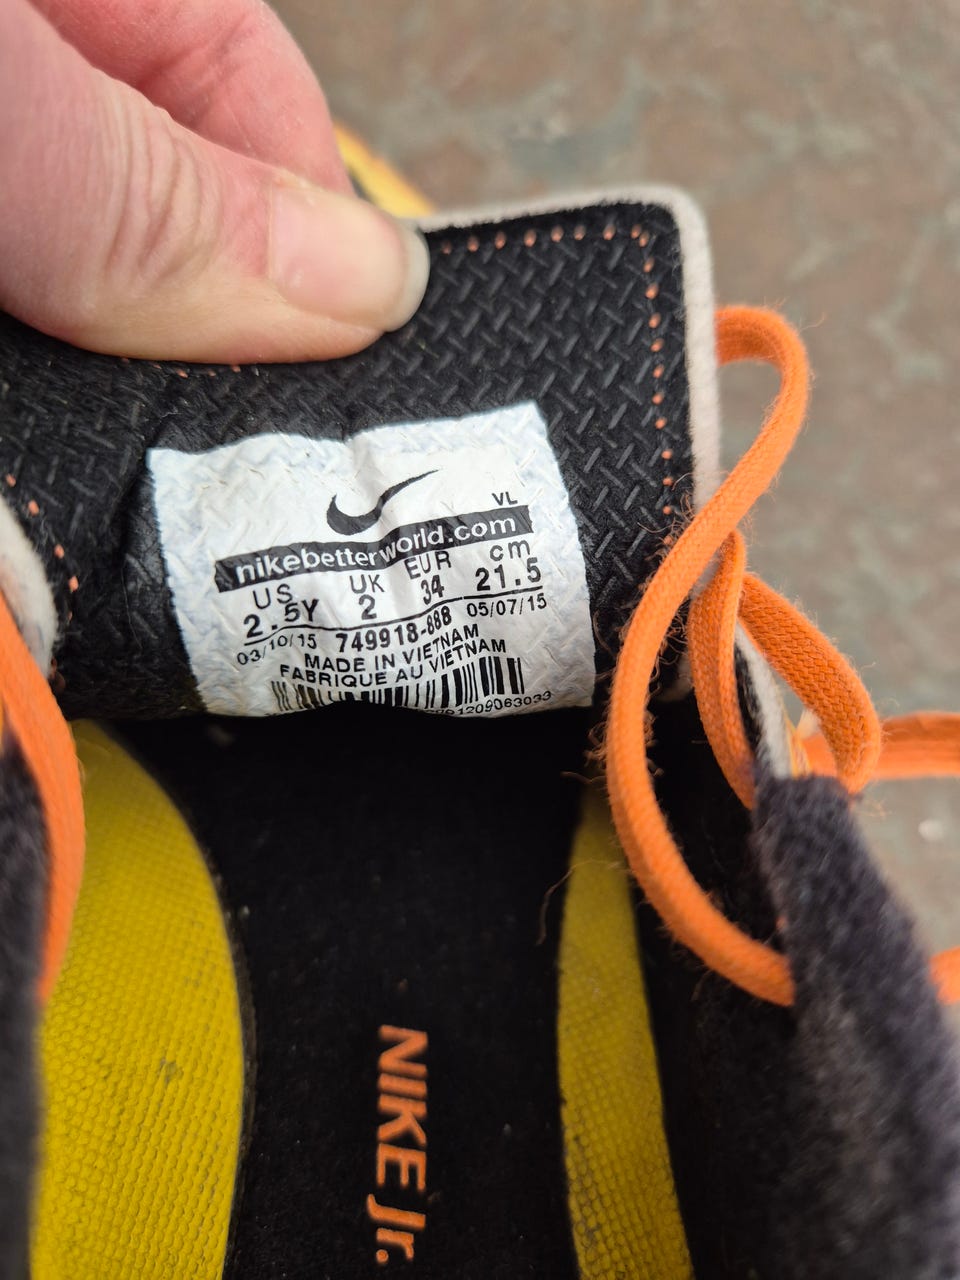 VL
nikebetterworld.com
US UK EUR cm
2.5Y 2 34 21.5
03/10/15 749918-888 05/07/15
MADE IN VIETNAM
FABRIQUE AU VIETNAM
NIKE Jr.